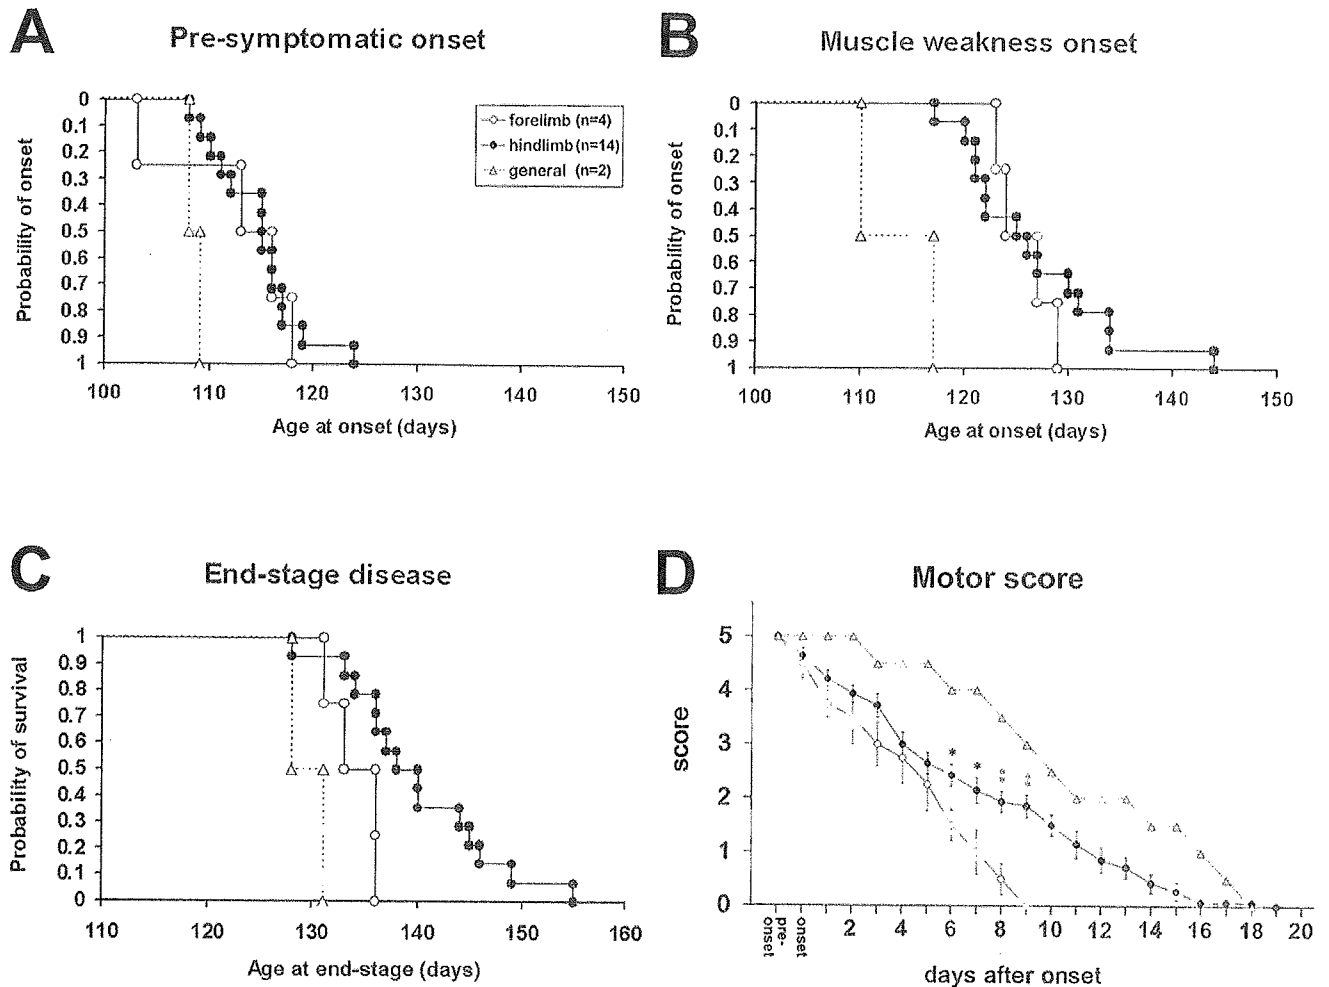 A
Pre-symptomatic onset
Probability of onset
0
0.1
0.2
0.3
0.4
0.5
0.6
0.7
0.8
0.9
1
100 110 120 130 140 150
Age at onset (days)
forelimb (n=4)
hindlimb (n=14)
general (n=2)
B
Muscle weakness onset
Probability of onset
0
0.1
0.2
0.3
0.4
0.5
0.6
0.7
0.8
0.9
1
100 110 120 130 140 150
Age at onset (days)
C
End-stage disease
Probability of survival
1
0.9
0.8
0.7
0.6
0.5
0.4
0.3
0.2
0.1
0
110 120 130 140 150 160
Age at end-stage (days)
D
Motor score
score
5
4
3
2
1
0
* * ‡ ‡
pre-
onset
onset
2 4 6 8 10 12 14 16 18 20
days after onset